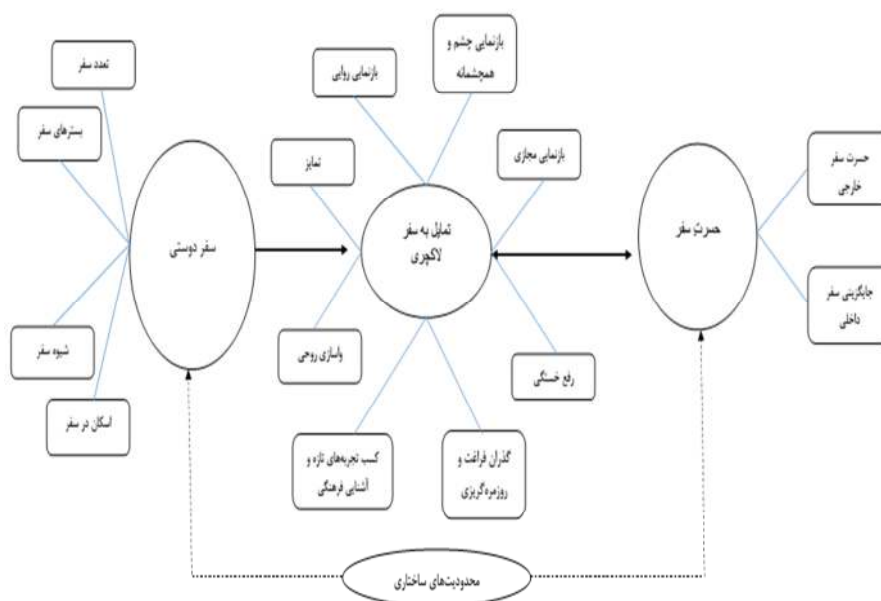 بازنمایی چشم و
همچشمانه
بازنمایی روایی
تعدد سفر
بسترهای سفر
تمایز
بازنمایی مجازی
حسرت سفر
خارجی
تمایل به سفر
لاکچری
سفر دوستی
حسرت سفر
جایگزینی سفر
داخلی
شیوه سفر
واسازی روحی
رفع خستگی
اسکان در سفر
کسب تجربه‌های تازه و
آشنایی فرهنگی
گذران فراغت و
روزمره‌گریزی
محدودیت‌های ساختاری